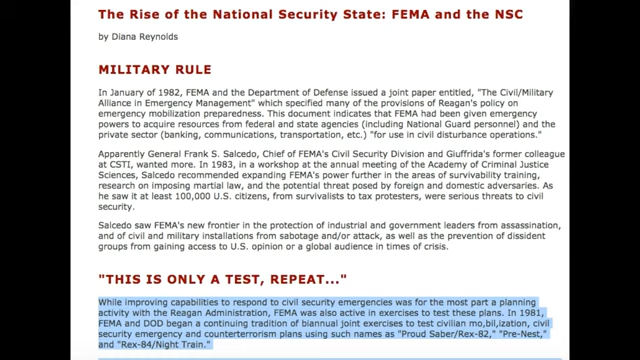 The Rise of the National Security State: FEMA and the NSC
by Diana Reynolds
MILITARY RULE
In January of 1982, FEMA and the Department of Defense issued a joint paper entitled, "The Civil/Military
Alliance in Emergency Management" which specified many of the provisions of Reagan's policy on
emergency mobilization preparedness. This document indicates that FEMA had been given emergency
powers to acquire resources from federal and state agencies (including National Guard personnel) and
the private sector (banking, communications, transportation, etc.) "for use in civil disturbance operations."
Apparently General Frank S. Salcedo, Chief of FEMA's Civil Security Division and Giuffrida's former colleague
at CSTI, wanted more. In 1983, in a workshop at the annual meeting of the Academy of Criminal Justice
Sciences, Salcedo recommended expanding FEMA's power further in the areas of survivability training,
research on imposing martial law, and the potential threat posed by foreign and domestic adversaries. As
he saw it at least 100,000 U.S. citizens, from survivalists to tax protesters, were serious threats to civil
security.
Salcedo saw FEMA's new frontier in the protection of industrial and government leaders from assassination,
and of civil and military installations from sabotage and/or attack, as well as the prevention of dissident
groups from gaining access to U.S. opinion or a global audience in times of crisis.
"THIS IS ONLY A TEST, REPEAT..."
While improving capabilities to respond to civil security emergencies was for the most part a planning
activity with the Reagan Administration, FEMA was also active in exercises to test these plans. In 1981,
FEMA and DOD began a continuing tradition of biannual joint exercises to test civilian mo,bil,ization, civil
security emergency and counterterrorism plans using such names as "Proud Saber/Rex-82," "Pre-Nest,"
and "Rex-84/Night Train."